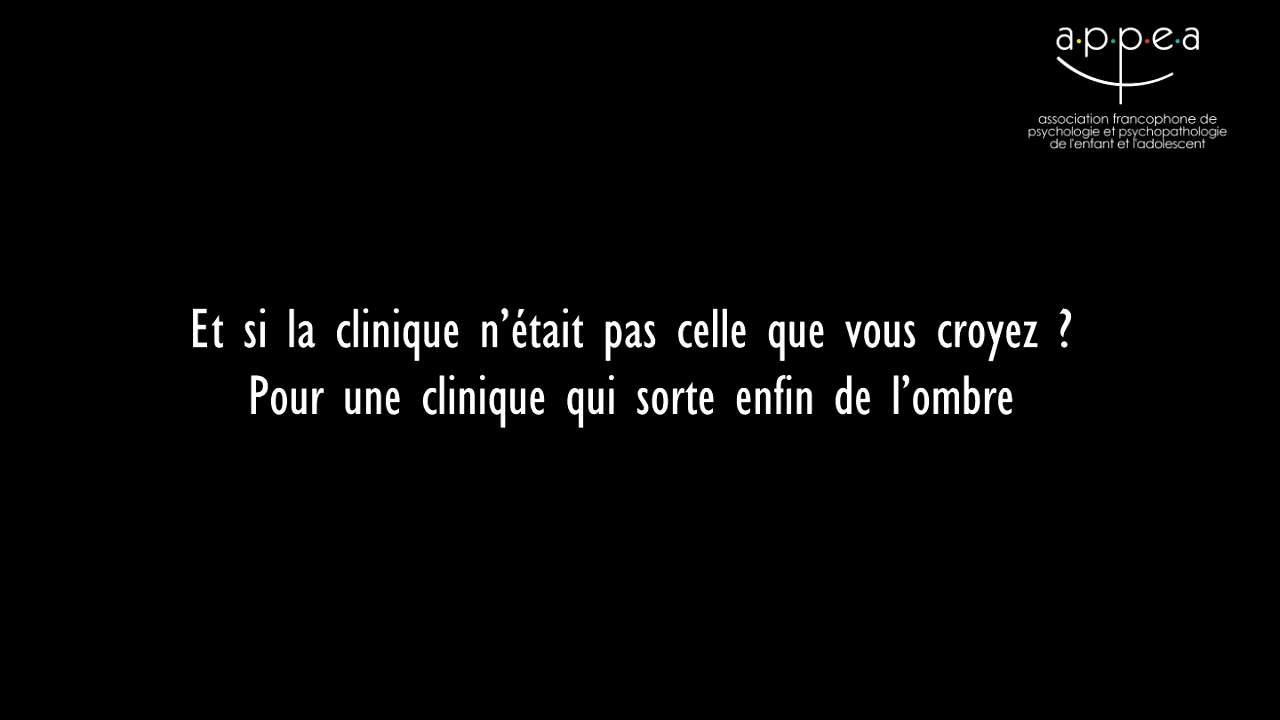 a.p.p.e.a
association francophone de
psychologie et psychopathologie
de l'enfant et l'adolescent
Et si la clinique n’était pas celle que vous croyez ?
Pour une clinique qui sorte enfin de l’ombre